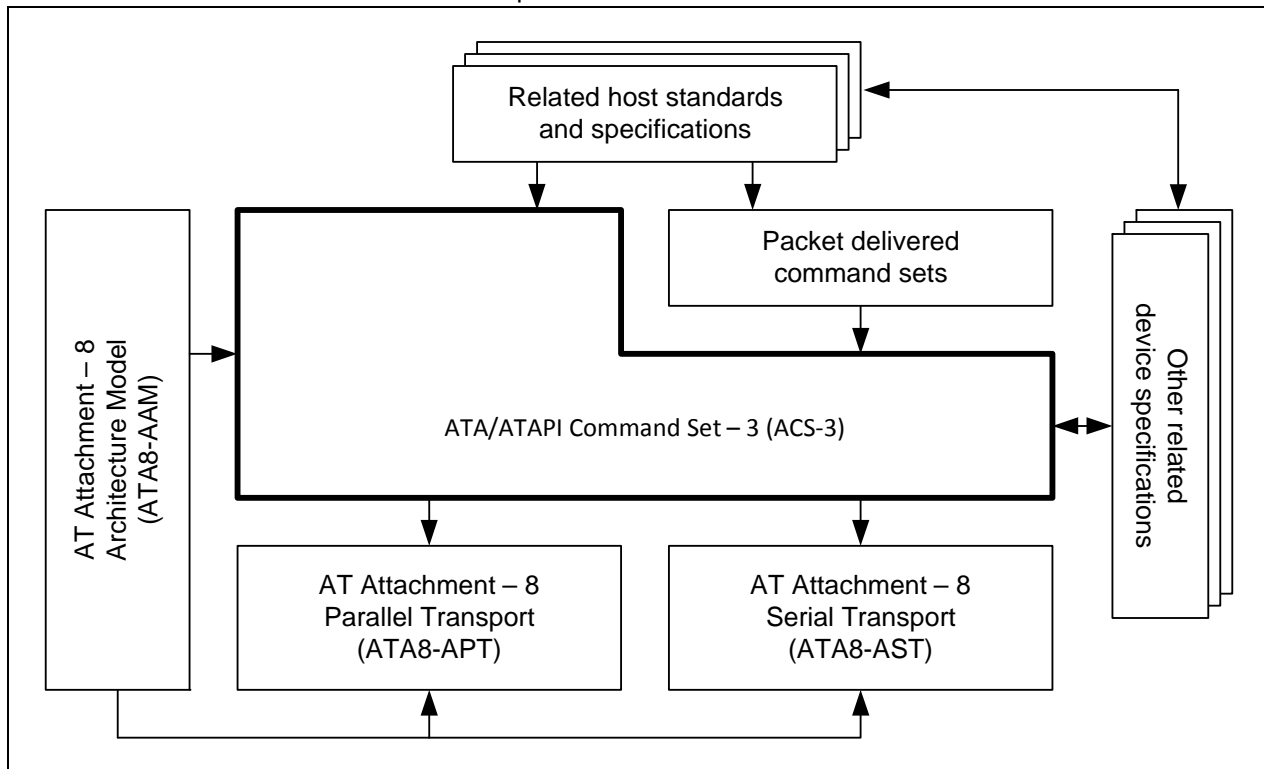 Related host standards
and specifications
Packet delivered
command sets
AT Attachment – 8
Architecture Model
(ATA8-AAM)
Other related
device specifications
ATA/ATAPI Command Set – 3 (ACS-3)
AT Attachment – 8
Parallel Transport
(ATA8-APT)
AT Attachment – 8
Serial Transport
(ATA8-AST)